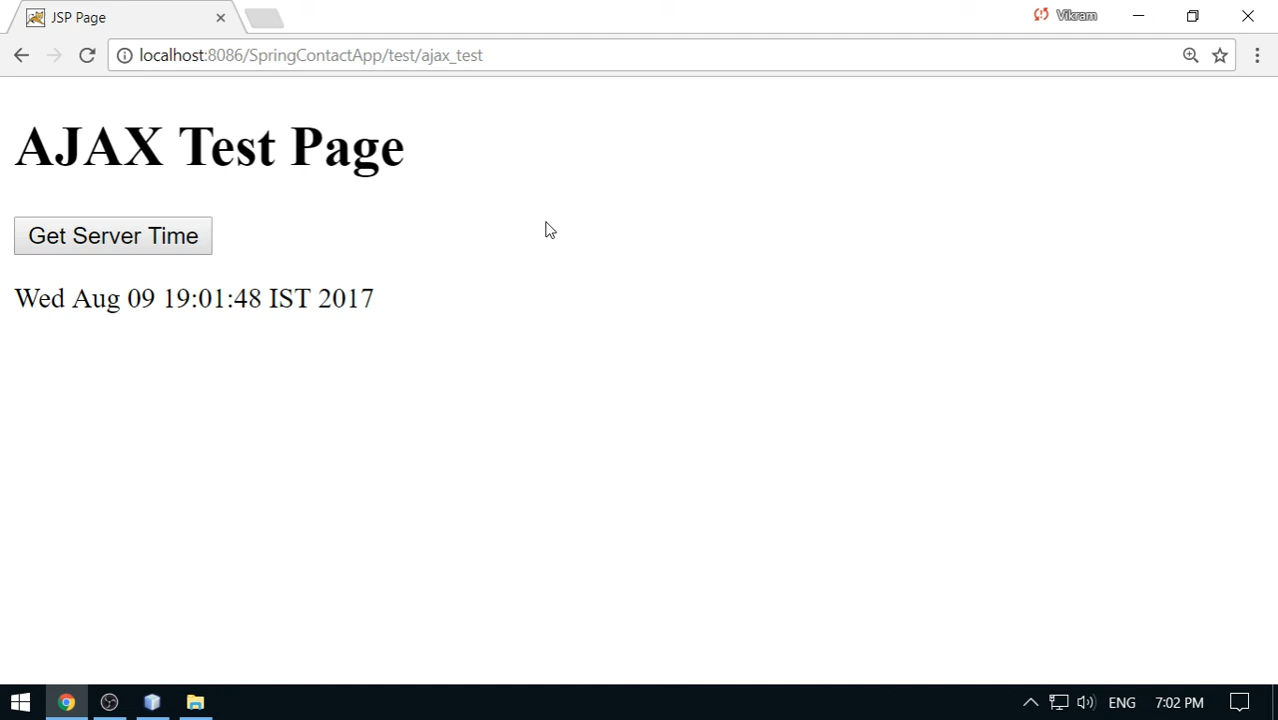 JSP Page
Vikram
localhost:8086/SpringContactApp/test/ajax_test
AJAX Test Page
Get Server Time
Wed Aug 09 19:01:48 IST 2017
ENG
7:02 PM